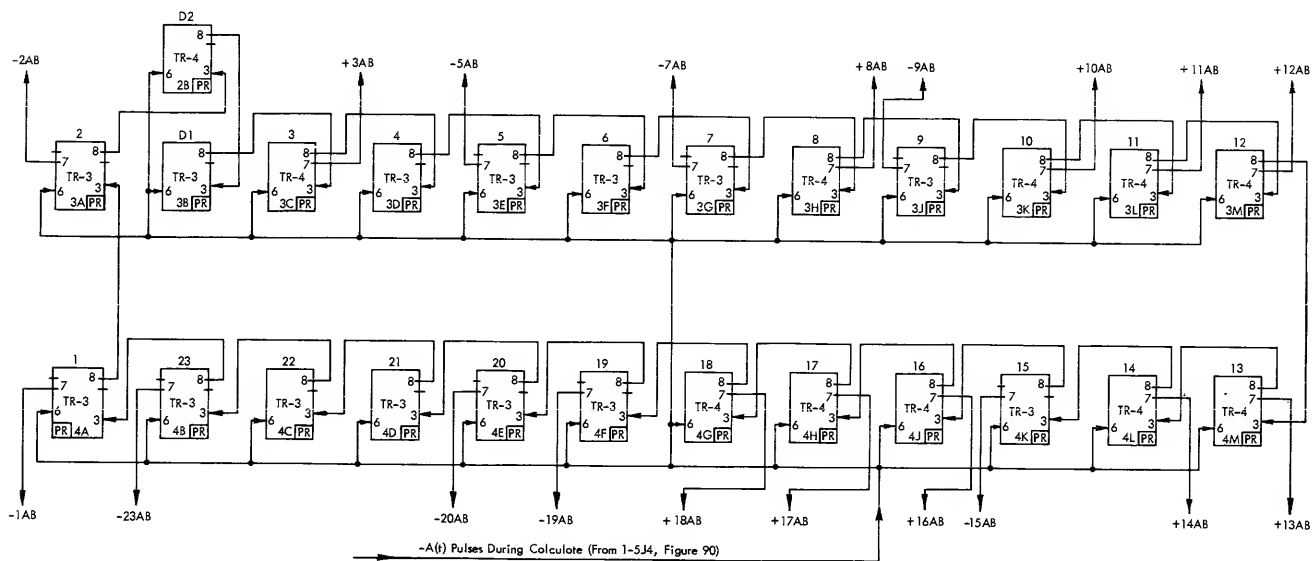 D2
8
TR-4
6 3
2B PR
-2AB
+3AB
-5AB
-7AB
+8AB
-9AB
+10AB
+11AB
+12AB
2
8
7
TR-3
6 3
3A PR
D1
8
TR-3
6 3
3B PR
3
8
7
TR-4
6 3
3C PR
4
8
TR-3
6 3
3D PR
5
8
7
TR-3
6 3
3E PR
6
8
TR-3
6 3
3F PR
7
8
7
TR-3
6 3
3G PR
8
8
7
TR-4
6 3
3H PR
9
8
7
TR-3
6 3
3J PR
10
8
7
TR-4
6 3
3K PR
11
8
7
TR-4
6 3
3L PR
12
8
7
TR-4
6 3
3M PR
1
8
7
TR-3
6 3
PR 4A
23
8
7
TR-3
6 3
4B PR
22
8
TR-3
6 3
4C PR
21
8
TR-3
6 3
4D PR
20
8
7
TR-3
6 3
4E PR
19
8
7
TR-3
6 3
4F PR
18
8
7
TR-4
6 3
4G PR
17
8
7
TR-4
6 3
4H PR
16
8
7
TR-4
6 3
4J PR
15
8
7
TR-3
6 3
4K PR
14
8
7
TR-4
6 3
4L PR
13
8
7
TR-4
6 3
4M PR
-1AB
-23AB
-20AB
-19AB
+18AB
+17AB
+16AB
-15AB
+14AB
+13AB
-A(t) Pulses During Colculote (From 1-5J4, Figure 90)